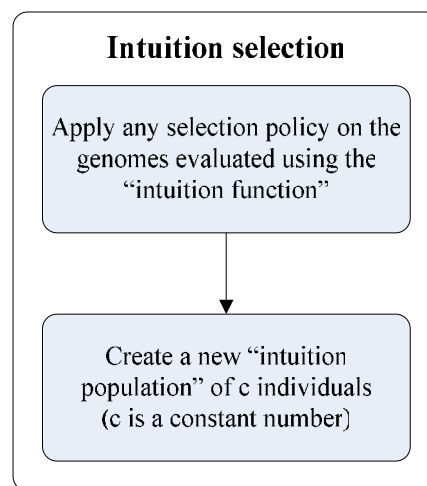 Intuition selection
Apply any selection policy on the
genomes evaluated using the
“intuition function”
Create a new “intuition
population” of c individuals
(c is a constant number)